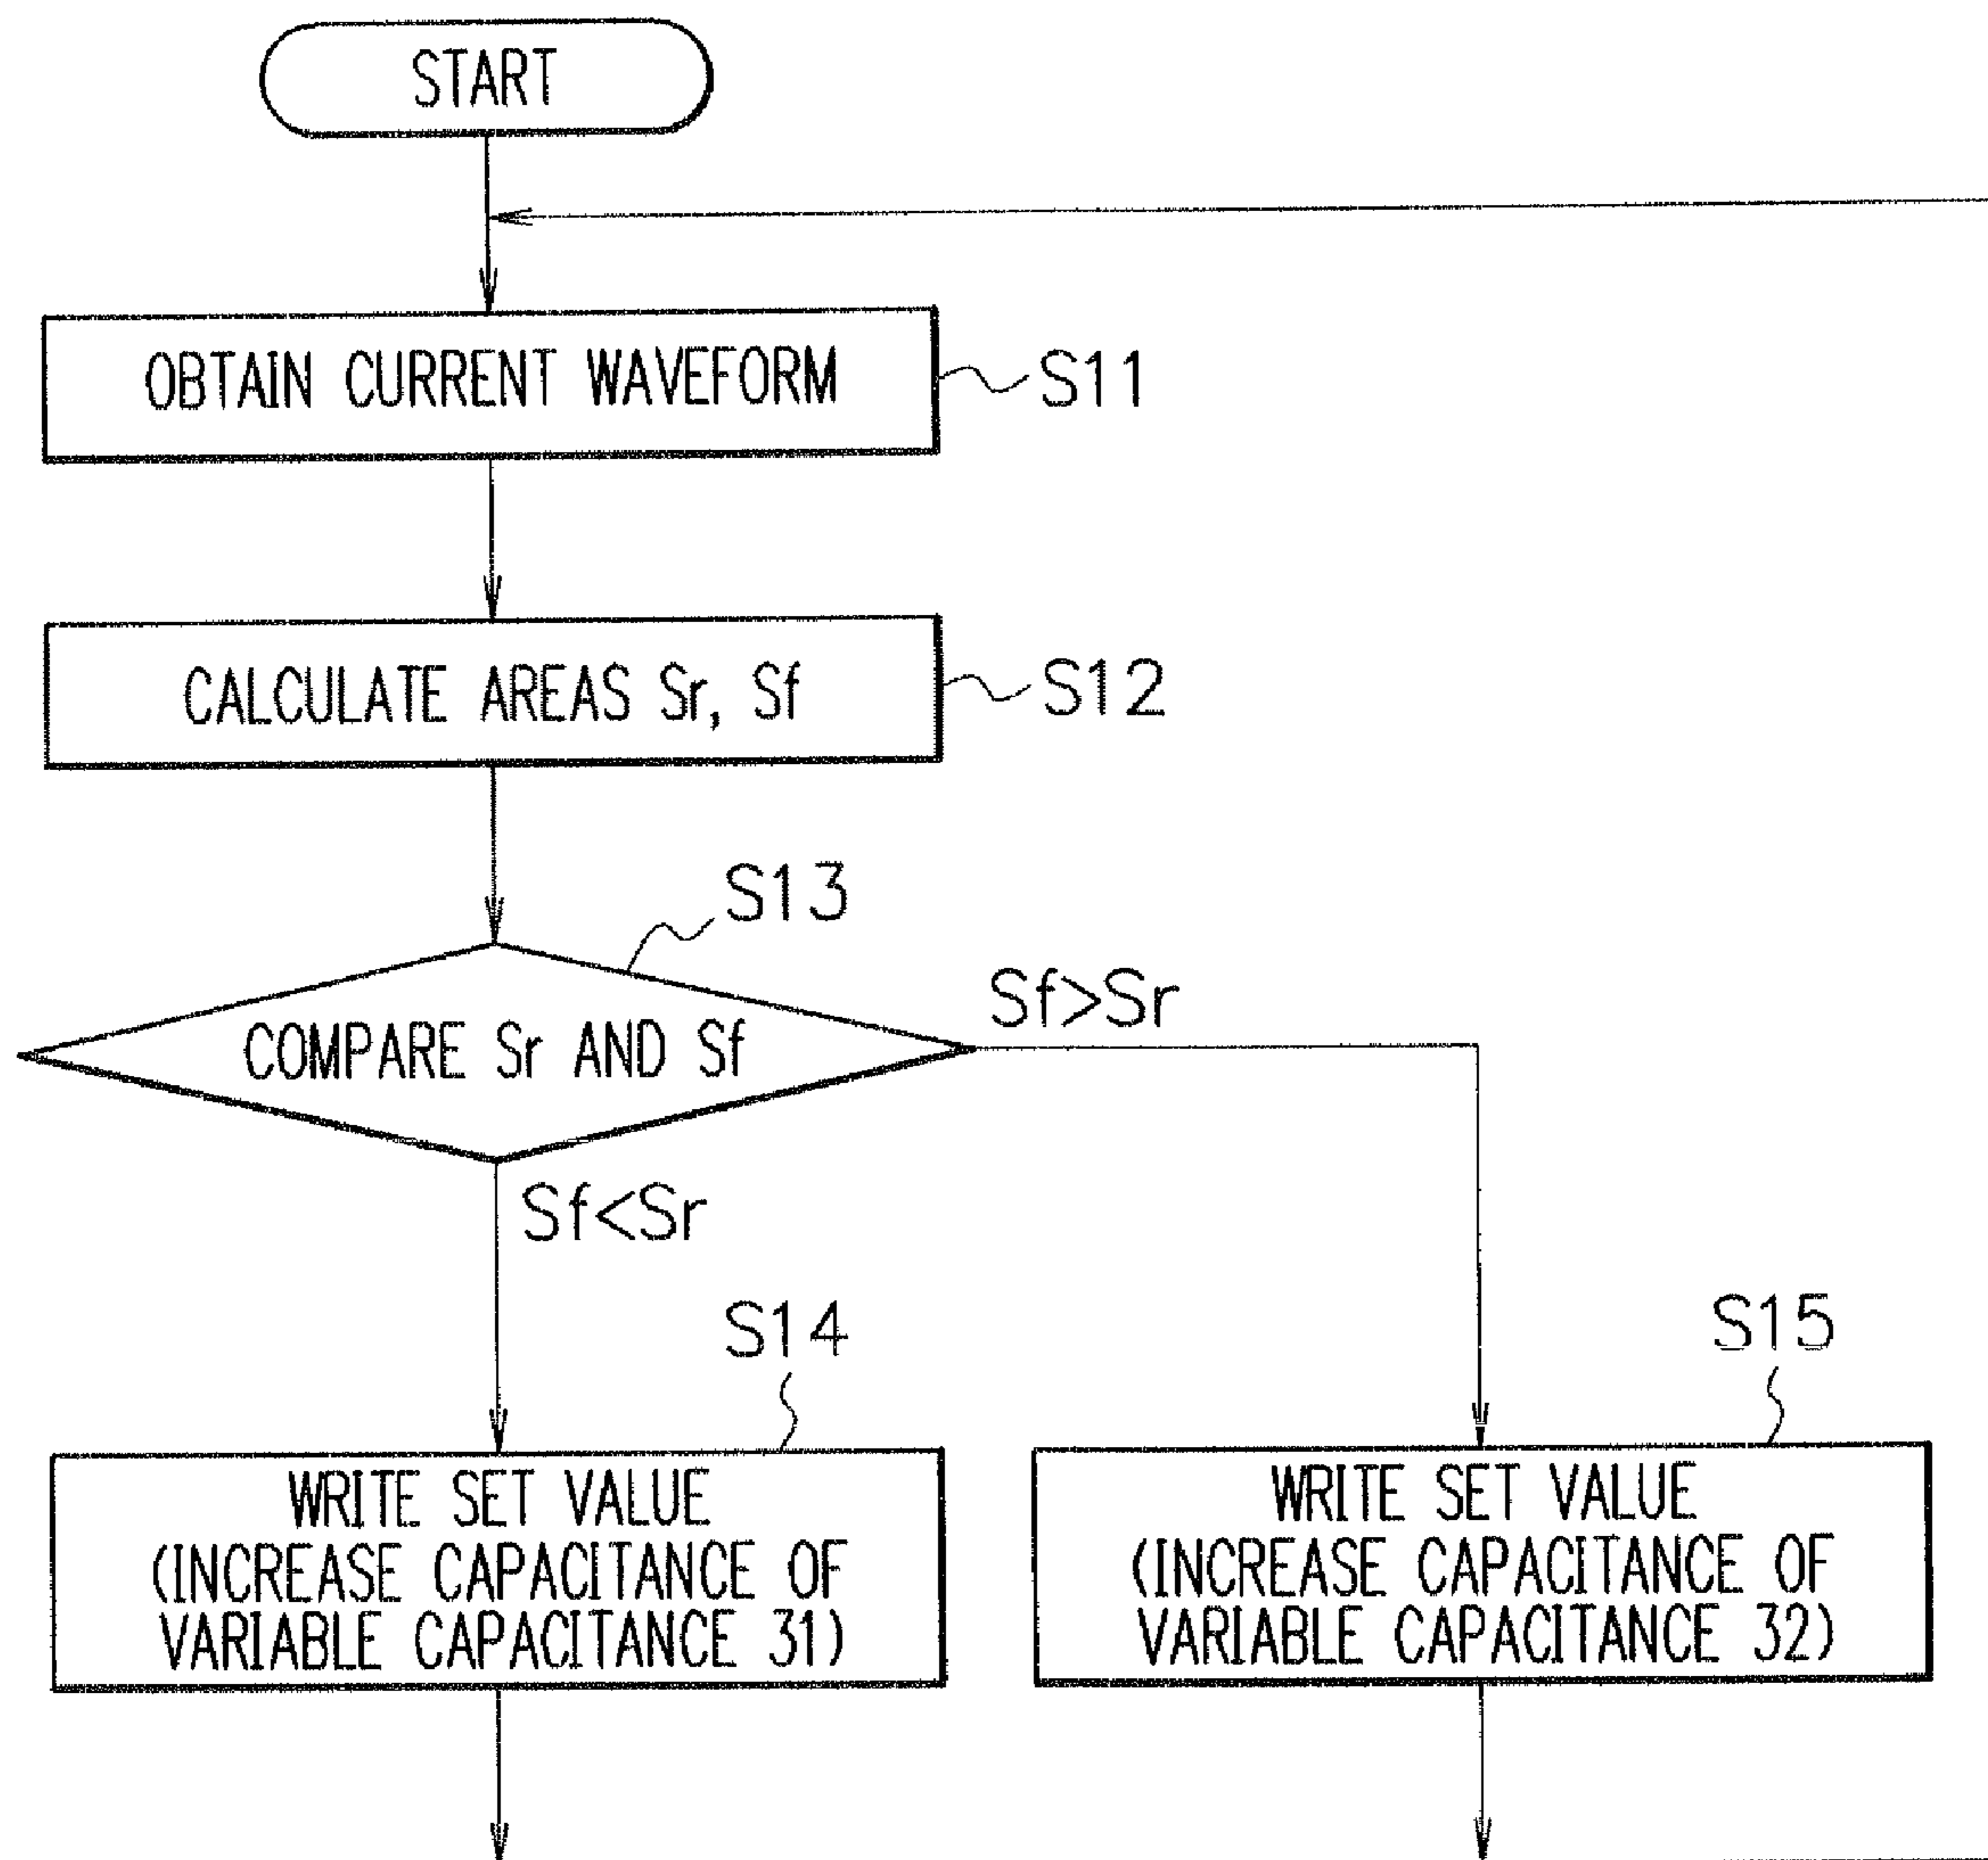 START
OBTAIN CURRENT WAVEFORM
S11
CALCULATE AREAS Sr, Sf
S12
S13
COMPARE Sr AND Sf
Sf>Sr
Sf<Sr
S14
S15
WRITE SET VALUE
(INCREASE CAPACITANCE OF
VARIABLE CAPACITANCE 31)
WRITE SET VALUE
(INCREASE CAPACITANCE OF
VARIABLE CAPACITANCE 32)